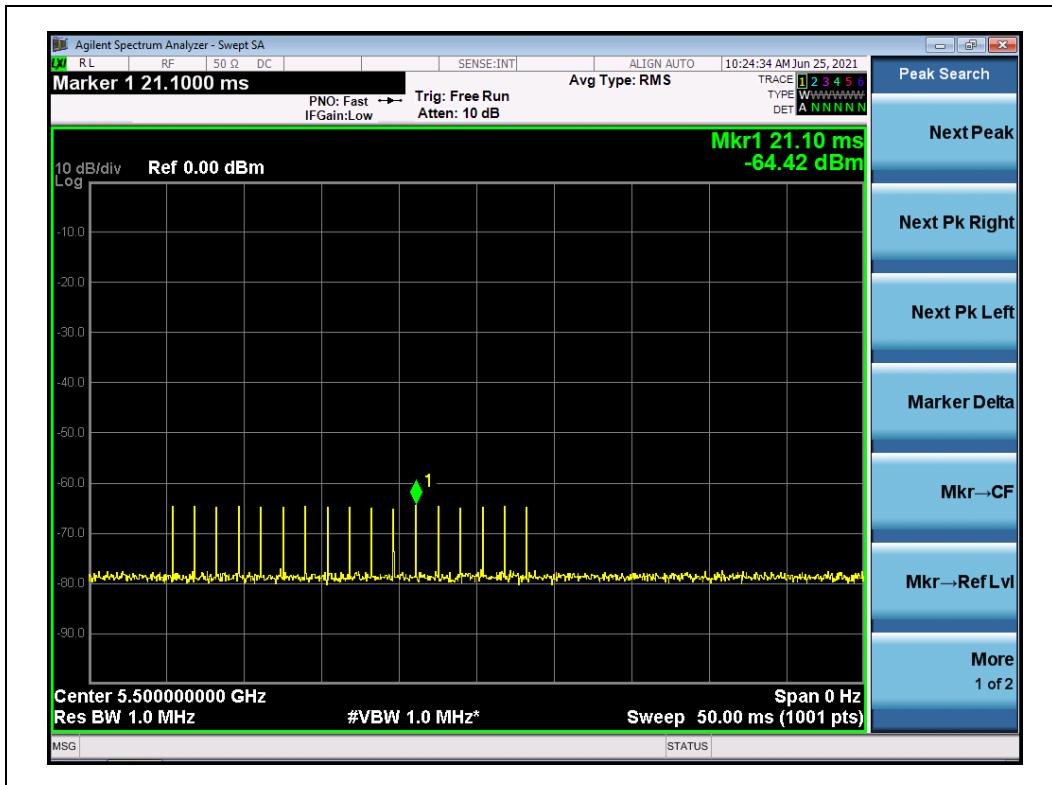 Agilent Spectrum Analyzer - Swept SA
LXI RL RF 50 Ω DC SENSE:INT ALIGN AUTO 10:24:34 AM Jun 25, 2021
Marker 1 21.1000 ms
PNO: Fast
IFGain:Low
Trig: Free Run
Atten: 10 dB
Avg Type: RMS
TRACE 1 2 3 4 5 6
TYPE WWWWWW
DET A N N N N N
Peak Search
Next Peak
Mkr1 21.10 ms
-64.42 dBm
10 dB/div Ref 0.00 dBm
Log
-10.0
Next Pk Right
-20.0
Next Pk Left
-30.0
-40.0
Marker Delta
-50.0
-60.0
1
Mkr→CF
-70.0
-80.0
Mkr→Ref Lvl
-90.0
More
1 of 2
Center 5.500000000 GHz Span 0 Hz
Res BW 1.0 MHz #VBW 1.0 MHz* Sweep 50.00 ms (1001 pts)
MSG STATUS